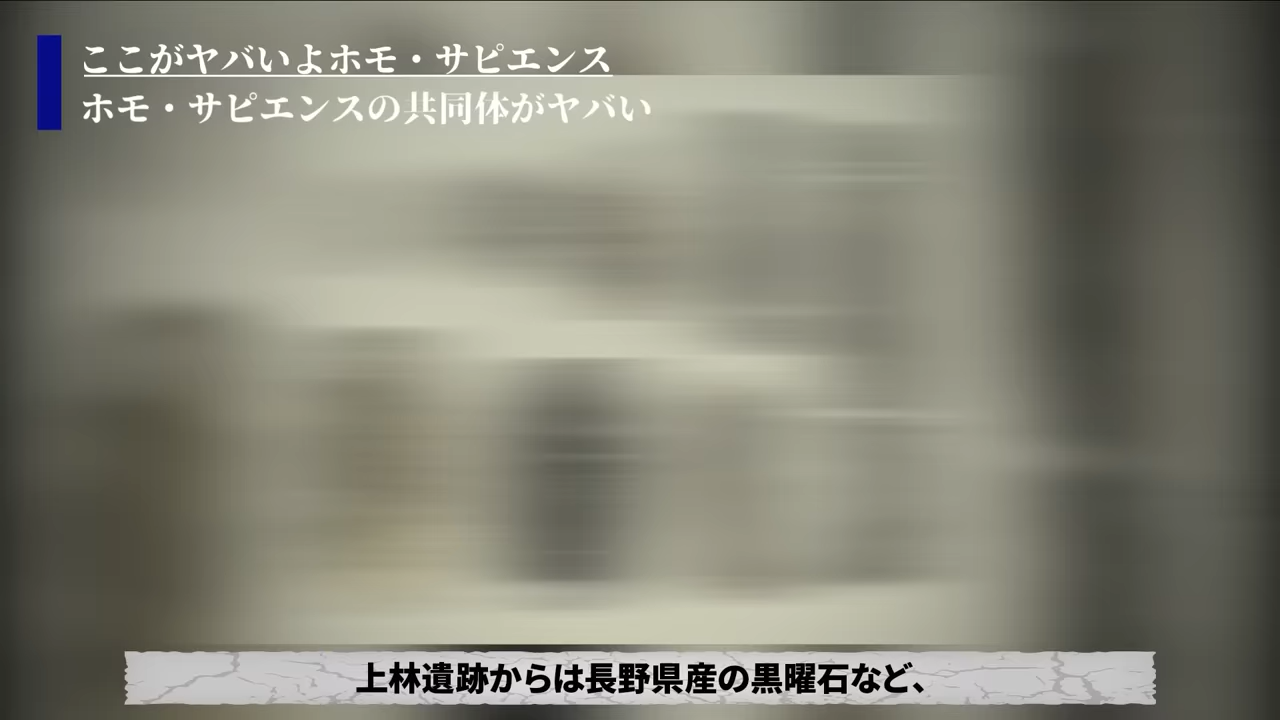 ここがヤバいよホモ・サピエンス
ホモ・サピエンスの共同体がヤバい
上林遺跡からは長野県産の黒曜石など、